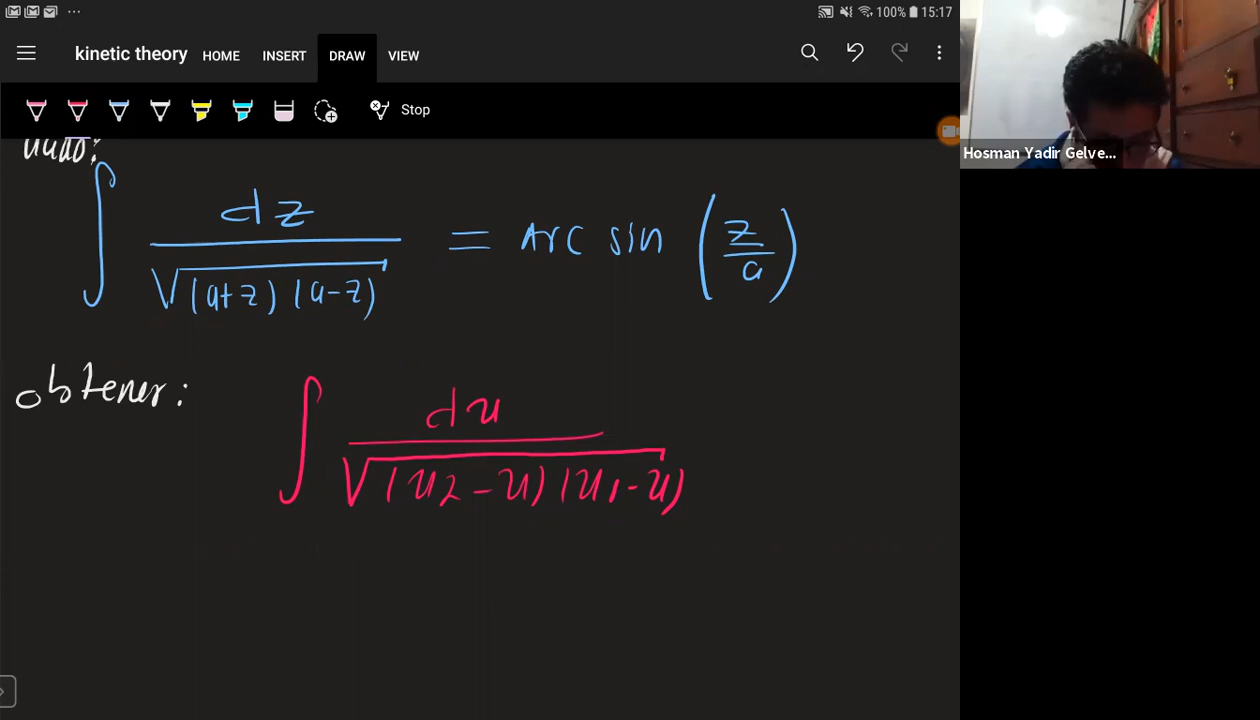 100% 15:17
kinetic theory HOME INSERT DRAW VIEW
Stop
dado:
∫ dz / √((a+z)(a-z)) = Arc sin (z/a)
obtener: ∫ du / √((u2-u)(u1-u))
Hosman Yadir Gelve...